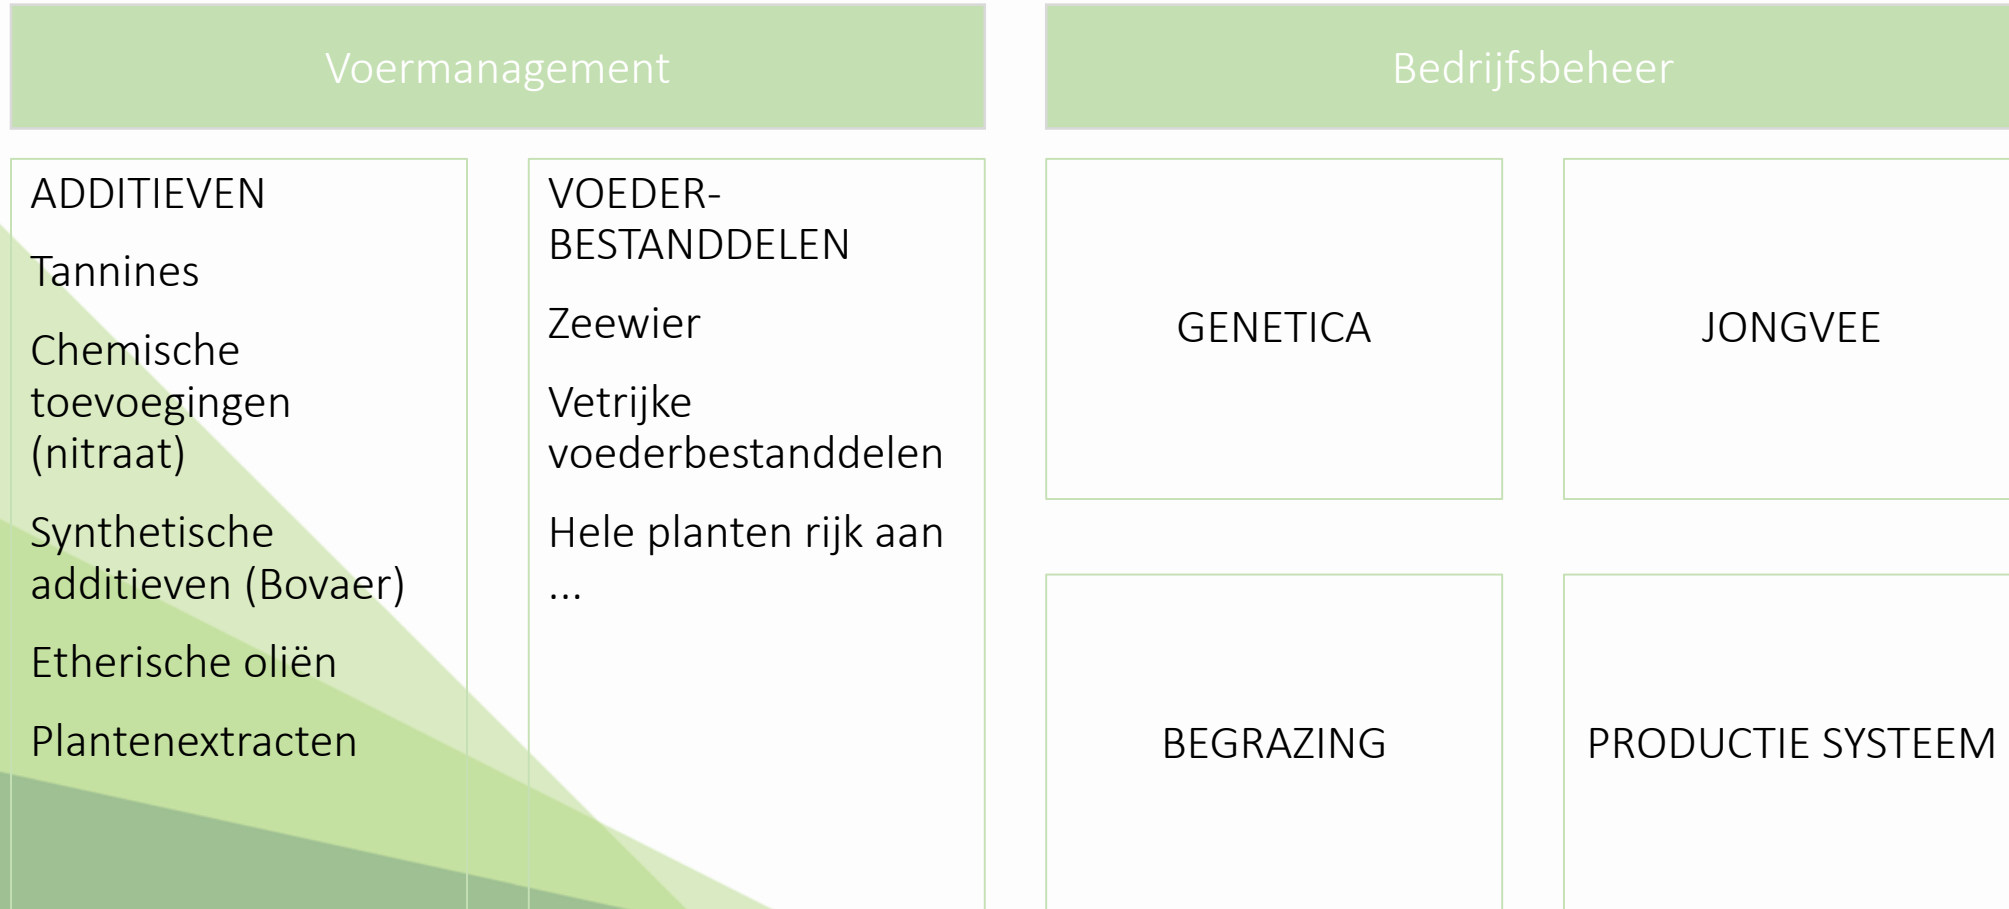 Voermanagement
Bedrijfsbeheer
ADDITIEVEN
Tannines
Chemische
toevoegingen
(nitraat)
Synthetische
additieven (Bovaer)
Etherische oliën
Plantenextracten
VOEDER-
BESTANDDELEN
Zeewier
Vetrijke
voederbestanddelen
Hele planten rijk aan
...
GENETICA
JONGVEE
BEGRAZING
PRODUCTIE SYSTEEM